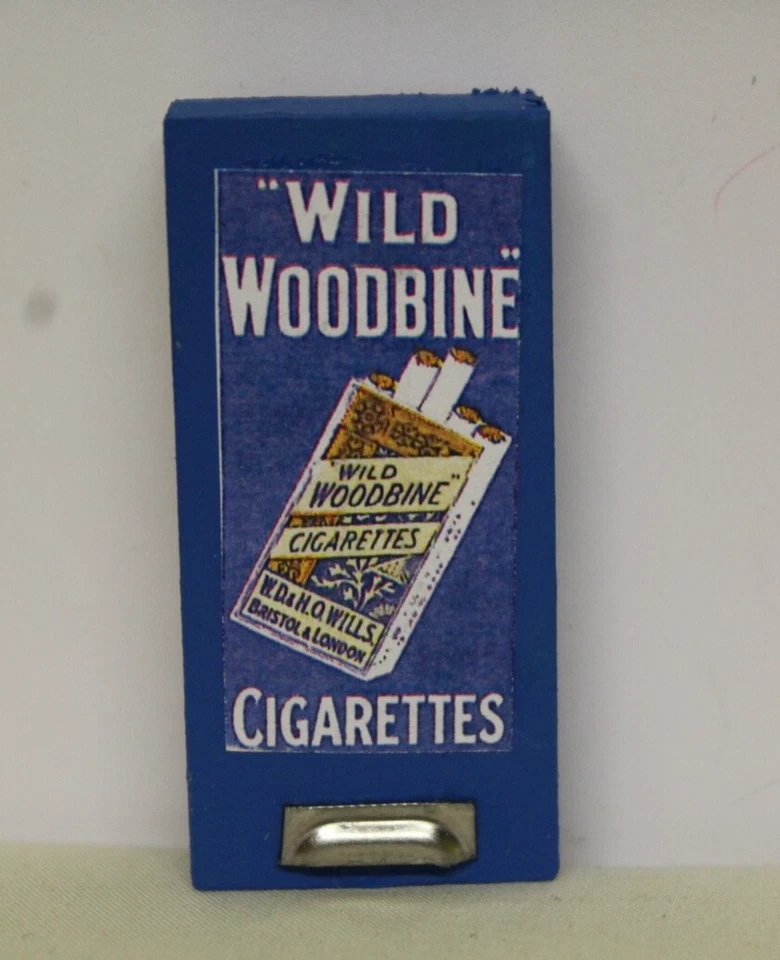 "WILD
WOODBINE"
"WILD
WOODBINE"
CIGARETTES
W.D.& H.O. WILLS.
BRISTOL & LONDON
CIGARETTES